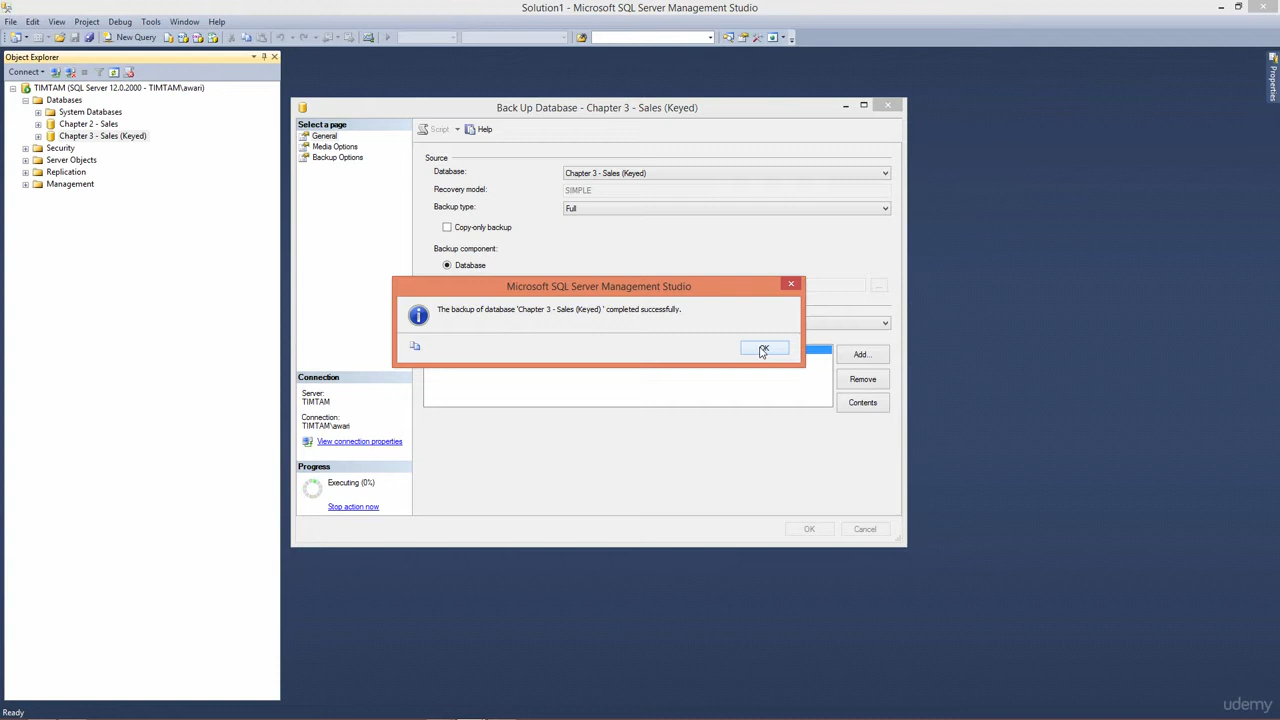 Solution1 - Microsoft SQL Server Management Studio
File Edit View Project Debug Tools Window Help
New Query
Object Explorer
Properties
Connect
TIMTAM (SQL Server 12.0.2000 - TIMTAM\awari)
Databases
System Databases
Chapter 2 - Sales
Chapter 3 - Sales (Keyed)
Security
Server Objects
Replication
Management
Back Up Database - Chapter 3 - Sales (Keyed)
Select a page
General
Media Options
Backup Options
Script Help
Source
Database: Chapter 3 - Sales (Keyed)
Recovery model: SIMPLE
Backup type: Full
Copy-only backup
Backup component:
Database
...
Microsoft SQL Server Management Studio
The backup of database 'Chapter 3 - Sales (Keyed) ' completed successfully.
OK
Add...
Remove
Contents
Connection
Server:
TIMTAM
Connection:
TIMTAM\awari
View connection properties
Progress
Executing (0%)
Stop action now
OK Cancel
Ready
udemy